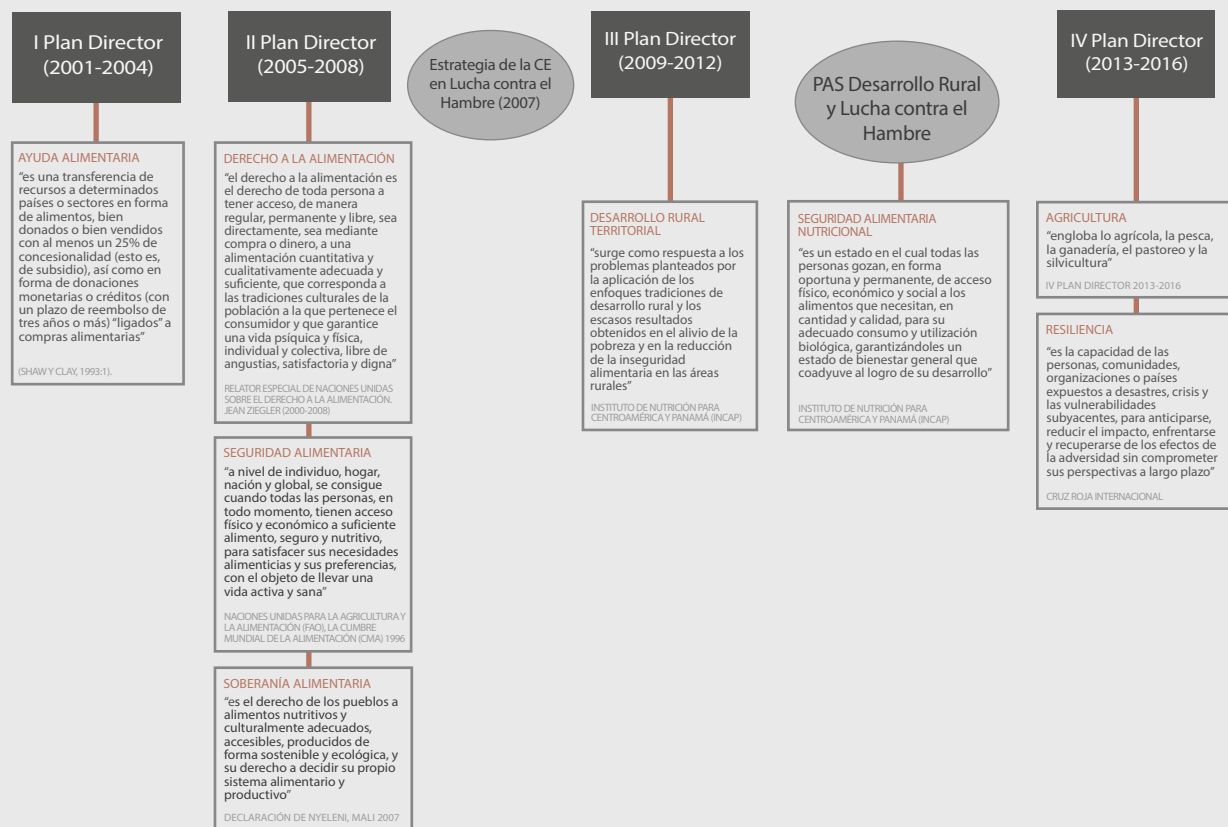 I Plan Director
(2001-2004)
AYUDA ALIMENTARIA
“es una transferencia de
recursos a determinados
países o sectores en forma
de alimentos, bien
donados o bien vendidos
con al menos un 25% de
concesionalidad (esto es,
de subsidio), así como en
forma de donaciones
monetarias o créditos (con
un plazo de reembolso de
tres años o más) “ligados” a
compras alimentarias”
(SHAW Y CLAY, 1993:1).
II Plan Director
(2005-2008)
DERECHO A LA ALIMENTACIÓN
“el derecho a la alimentación es
el derecho de toda persona a
tener acceso, de manera
regular, permanente y libre, sea
directamente, sea mediante
compra o dinero, a una
alimentación cuantitativa y
cualitativamente adecuada y
suficiente, que corresponda a
las tradiciones culturales de la
población a la que pertenece el
consumidor y que garantice
una vida psíquica y física,
individual y colectiva, libre de
angustias, satisfactoria y digna”
RELATOR ESPECIAL DE NACIONES UNIDAS
SOBRE EL DERECHO A LA ALIMENTACIÓN.
JEAN ZIEGLER (2000-2008)
SEGURIDAD ALIMENTARIA
“a nivel de individuo, hogar,
nación y global, se consigue
cuando todas las personas, en
todo momento, tienen acceso
físico y económico a suficiente
alimento, seguro y nutritivo,
para satisfacer sus necesidades
alimenticias y sus preferencias,
con el objeto de llevar una
vida activa y sana”
NACIONES UNIDAS PARA LA AGRICULTURA Y
LA ALIMENTACIÓN (FAO), LA CUMBRE
MUNDIAL DE LA ALIMENTACIÓN (CMA) 1996
SOBERANÍA ALIMENTARIA
“es el derecho de los pueblos a
alimentos nutritivos y
culturalmente adecuados,
accesibles, producidos de
forma sostenible y ecológica, y
su derecho a decidir su propio
sistema alimentario y
productivo”
DECLARACIÓN DE NYELENI, MALI 2007
Estrategia de la CE
en Lucha contra el
Hambre (2007)
III Plan Director
(2009-2012)
DESARROLLO RURAL
TERRITORIAL
“surge como respuesta a los
problemas planteados por
la aplicación de los
enfoques tradiciones de
desarrollo rural y los
escasos resultados
obtenidos en el alivio de la
pobreza y en la reducción
de la inseguridad
alimentaria en las áreas
rurales”
INSTITUTO DE NUTRICIÓN PARA
CENTROAMÉRICA Y PANAMÁ (INCAP)
PAS Desarrollo Rural
y Lucha contra el
Hambre
SEGURIDAD ALIMENTARIA
NUTRICIONAL
“es un estado en el cual todas las
personas gozan, en forma
oportuna y permanente, de acceso
físico, económico y social a los
alimentos que necesitan, en
cantidad y calidad, para su
adecuado consumo y utilización
biológica, garantizándoles un
estado de bienestar general que
coadyuve al logro de su desarrollo”
INSTITUTO DE NUTRICIÓN PARA
CENTROAMÉRICA Y PANAMÁ (INCAP)
IV Plan Director
(2013-2016)
AGRICULTURA
“engloba lo agrícola, la pesca,
la ganadería, el pastoreo y la
silvicultura”
IV PLAN DIRECTOR 2013-2016
RESILIENCIA
“es la capacidad de las
personas, comunidades,
organizaciones o países
expuestos a desastres, crisis y
las vulnerabilidades
subyacentes, para anticiparse,
reducir el impacto, enfrentarse
y recuperarse de los efectos de
la adversidad sin comprometer
sus perspectivas a largo plazo”
CRUZ ROJA INTERNACIONAL